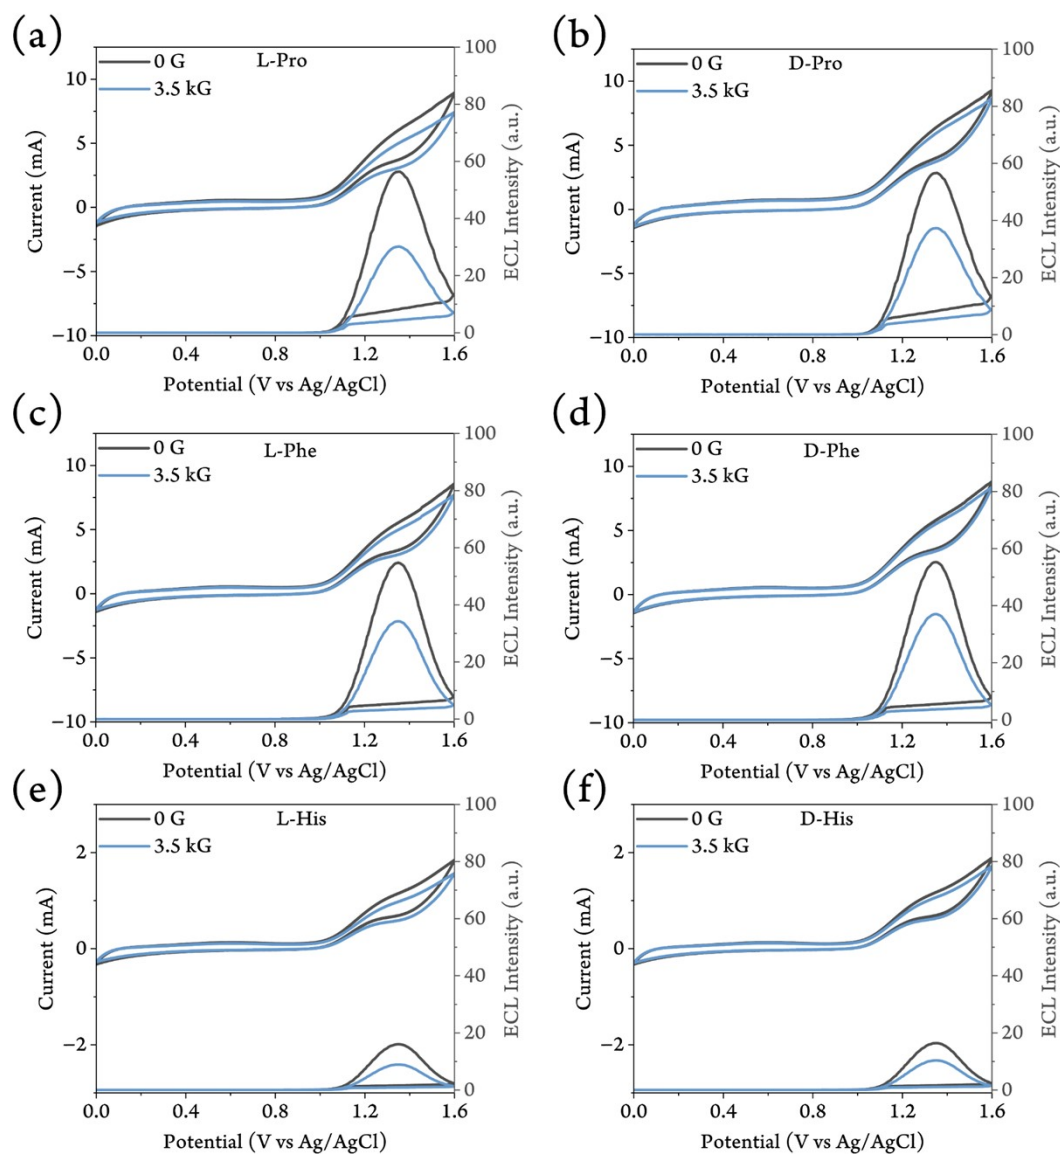 (a)
L-Pro
0 G
3.5 kG
10
5
0
−5
−10
Current (mA)
100
80
60
40
20
0
ECL Intensity (a.u.)
0.0 0.4 0.8 1.2 1.6
Potential (V vs Ag/AgCl)
(b)
D-Pro
0 G
3.5 kG
10
5
0
−5
−10
Current (mA)
100
80
60
40
20
0
ECL Intensity (a.u.)
0.0 0.4 0.8 1.2 1.6
Potential (V vs Ag/AgCl)
(c)
L-Phe
0 G
3.5 kG
10
5
0
−5
−10
Current (mA)
100
80
60
40
20
0
ECL Intensity (a.u.)
0.0 0.4 0.8 1.2 1.6
Potential (V vs Ag/AgCl)
(d)
D-Phe
0 G
3.5 kG
10
5
0
−5
−10
Current (mA)
100
80
60
40
20
0
ECL Intensity (a.u.)
0.0 0.4 0.8 1.2 1.6
Potential (V vs Ag/AgCl)
(e)
L-His
0 G
3.5 kG
2
0
−2
Current (mA)
100
80
60
40
20
0
ECL Intensity (a.u.)
0.0 0.4 0.8 1.2 1.6
Potential (V vs Ag/AgCl)
(f)
D-His
0 G
3.5 kG
2
0
−2
Current (mA)
100
80
60
40
20
0
ECL Intensity (a.u.)
0.0 0.4 0.8 1.2 1.6
Potential (V vs Ag/AgCl)